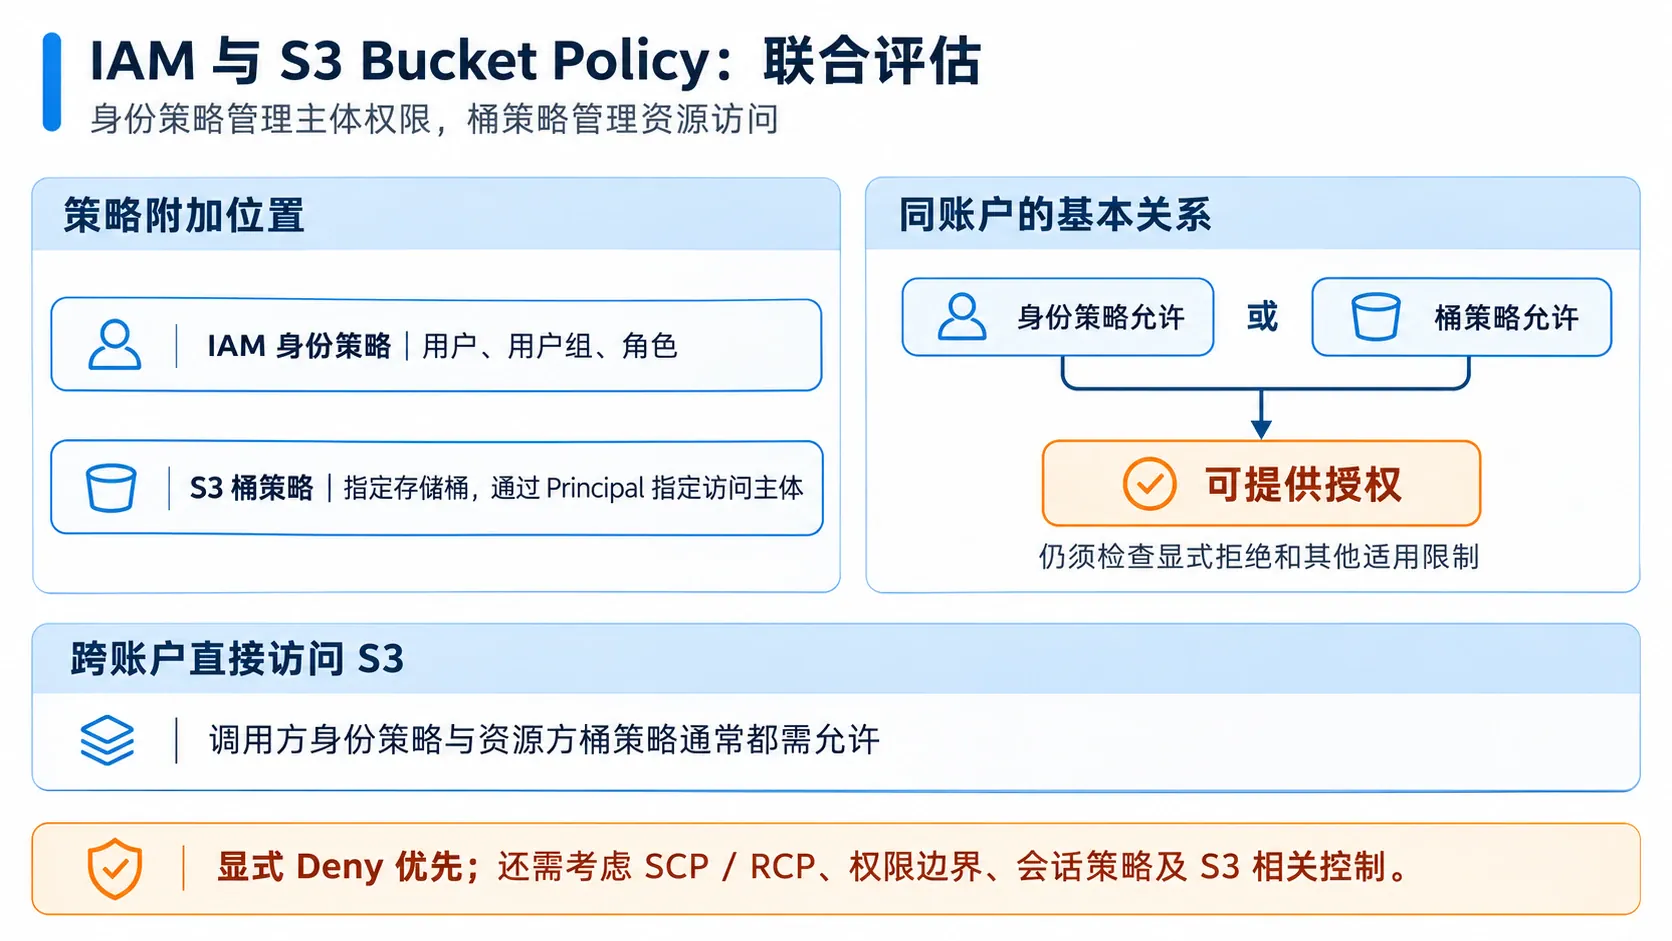 IAM 与 S3 Bucket Policy：联合评估
身份策略管理主体权限，桶策略管理资源访问
策略附加位置
IAM 身份策略｜用户、用户组、角色
S3 桶策略｜指定存储桶，通过 Principal 指定访问主体
同账户的基本关系
身份策略允许
或
桶策略允许
可提供授权
仍须检查显式拒绝和其他适用限制
跨账户直接访问 S3
调用方身份策略与资源方桶策略通常都需允许
显式 Deny 优先；还需考虑 SCP / RCP、权限边界、会话策略及 S3 相关控制。